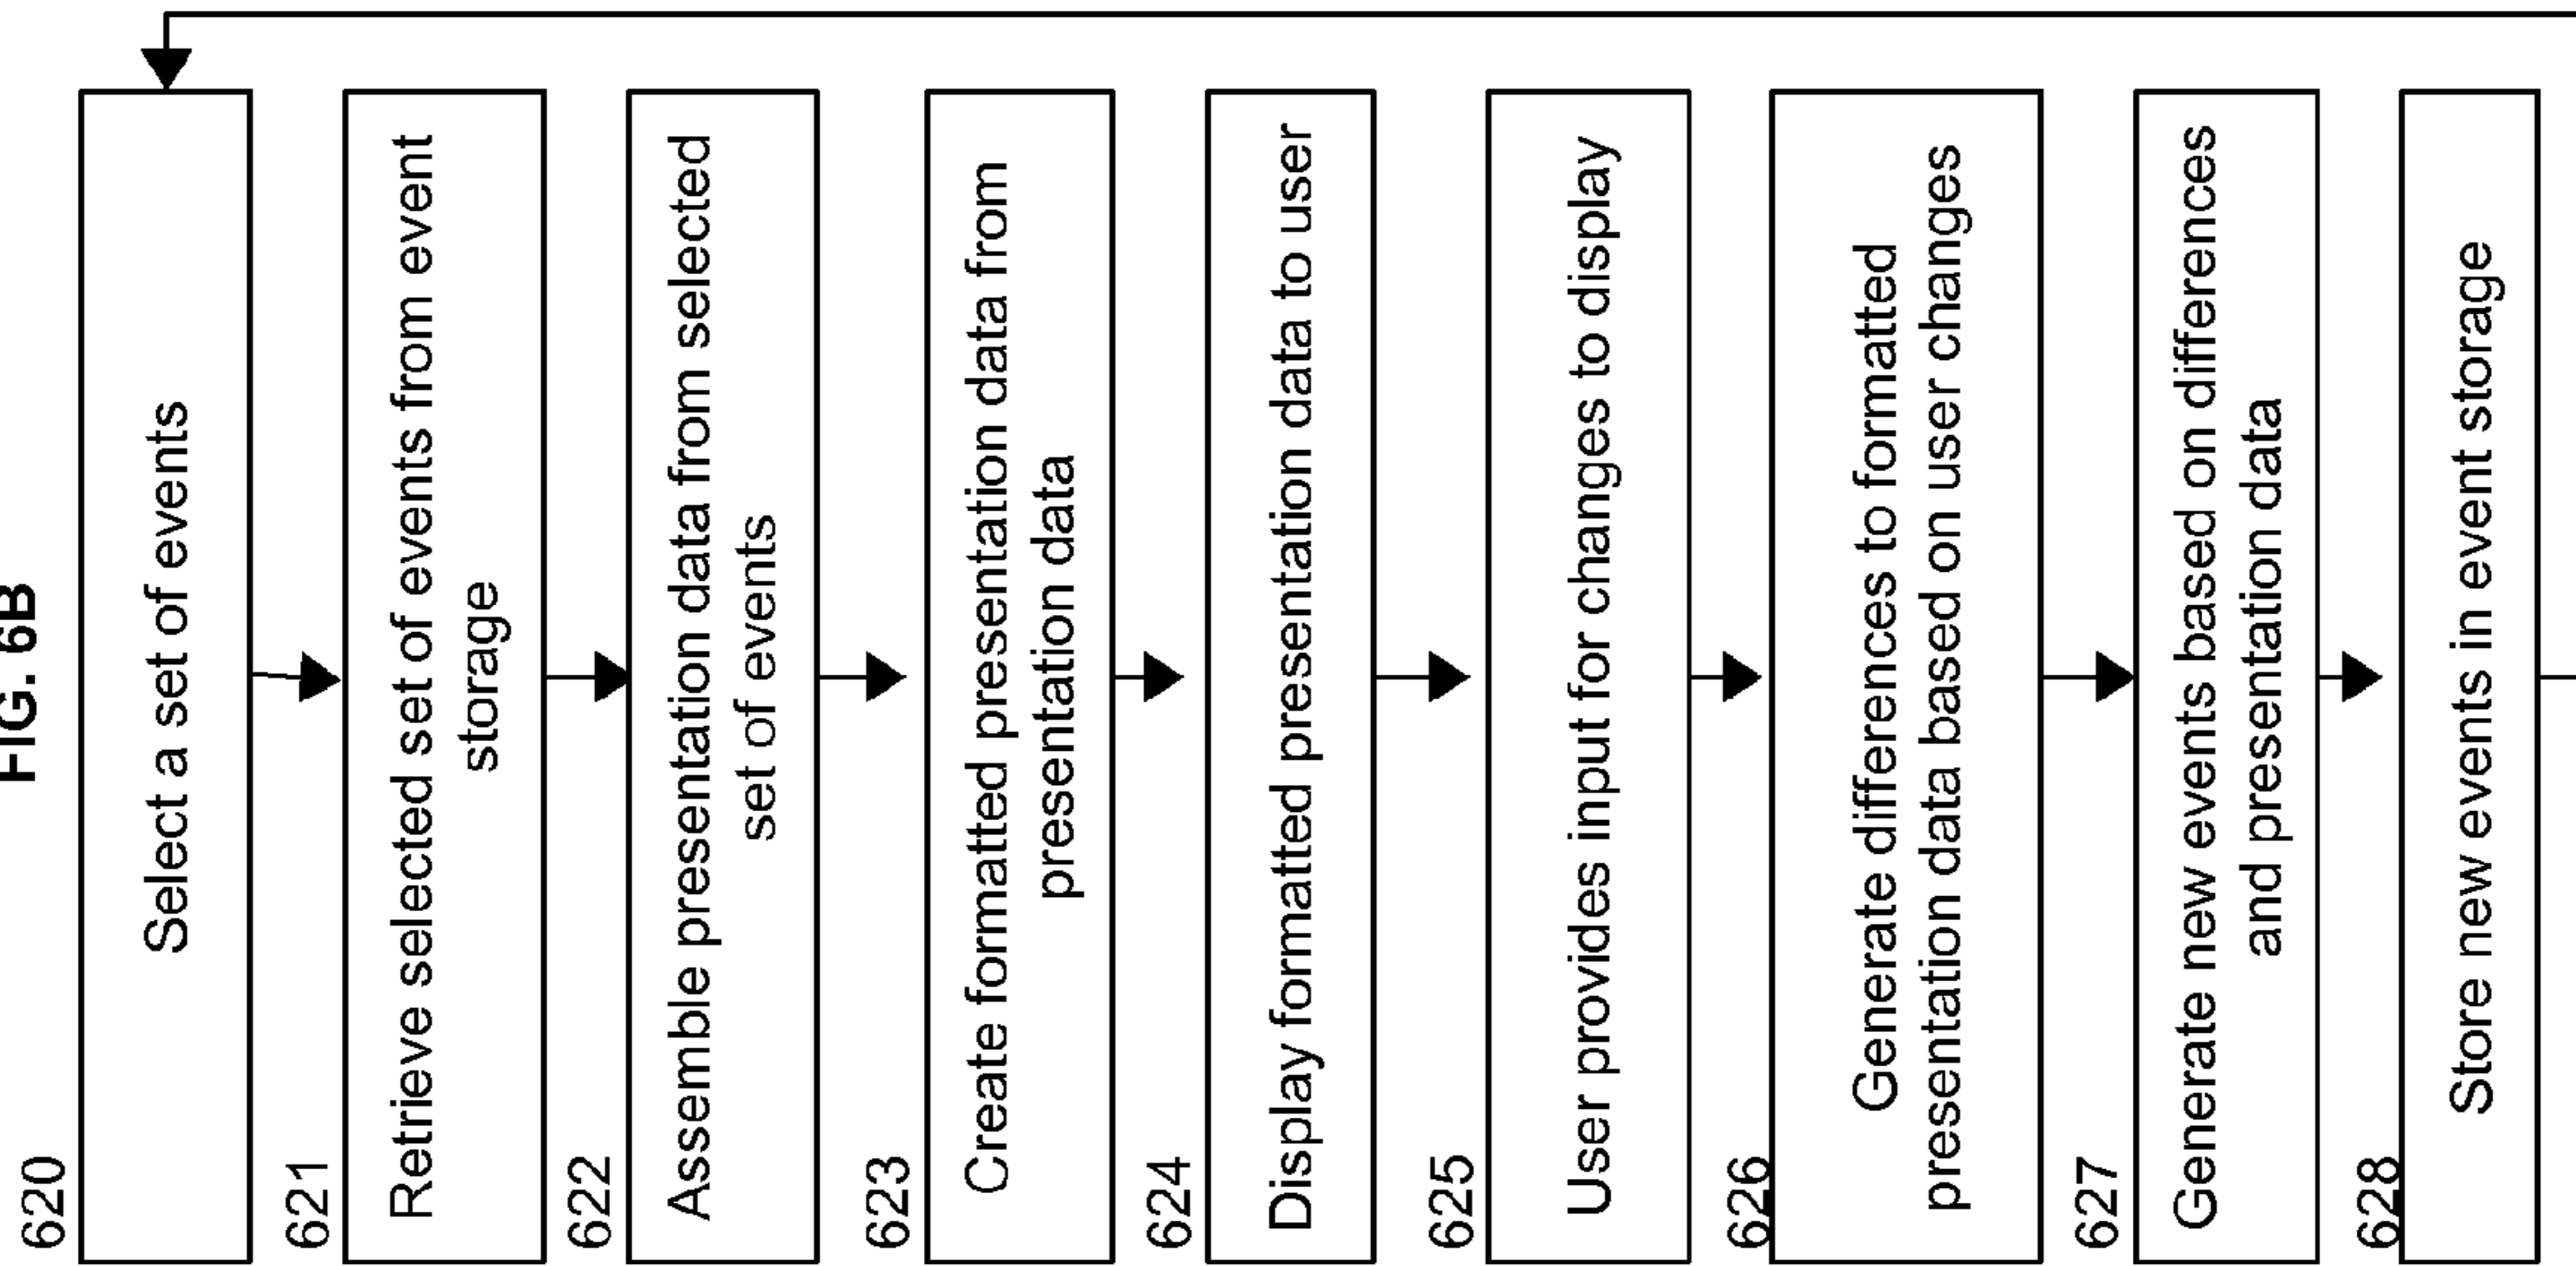 FIG. 6B
620
Select a set of events
621
Retrieve selected set of events from event
storage
622
Assemble presentation data from selected
set of events
623
Create formatted presentation data from
presentation data
624
Display formatted presentation data to user
625
User provides input for changes to display
626
Generate differences to formatted
presentation data based on user changes
627
Generate new events based on differences
and presentation data
628
Store new events in event storage